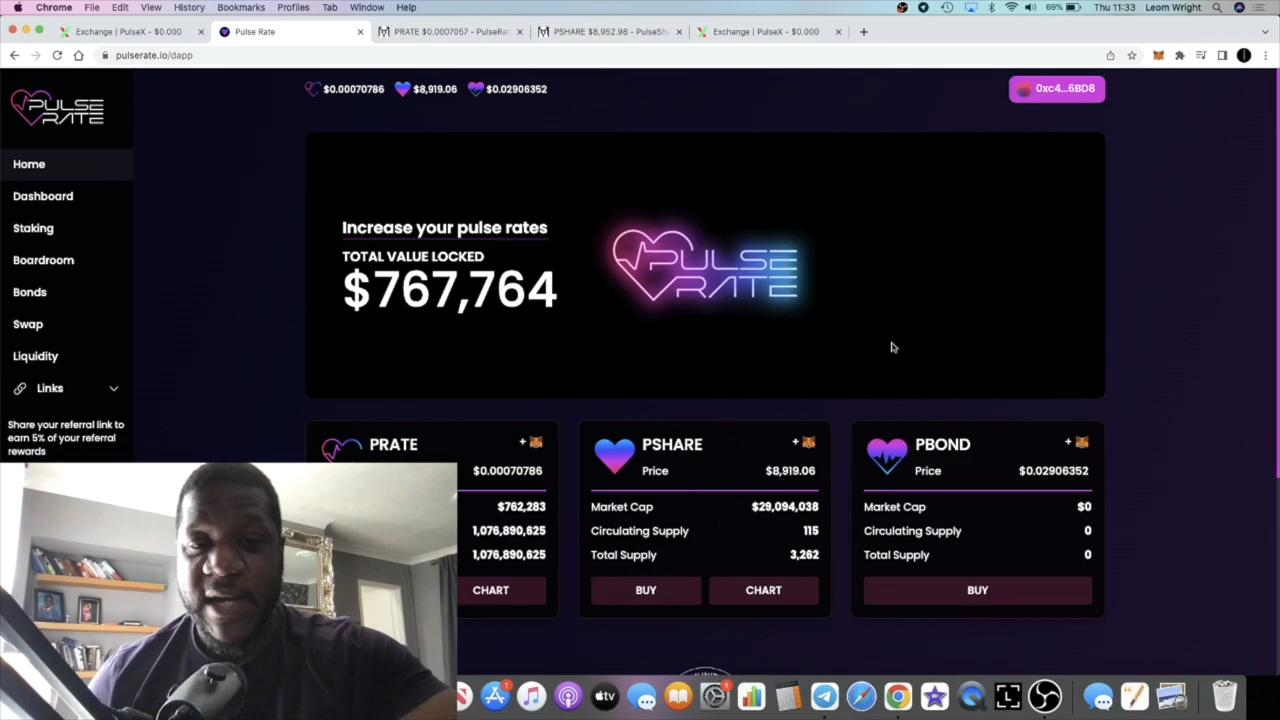 Chrome File Edit View History Bookmarks Profiles Tab Window Help 69% Thu 11:33 Leom Wright
Exchange | PulseX - $0.000 Pulse Rate PRATE $0.0007057 - PulseRat PSHARE $8,952.98 - PulseSh Exchange | PulseX - $0.000
pulserate.io/dapp
PULSE
RATE
$0.00070786 $8,919.06 $0.02906352 0xc4...6BD8
Home
Dashboard
Staking
Boardroom
Bonds
Swap
Liquidity
Links
Share your referral link to
earn 5% of your referral
rewards
Increase your pulse rates
TOTAL VALUE LOCKED
$767,764
PULSE
RATE
PRATE +
$0.00070786
$762,283
1,076,890,625
1,076,890,625
CHART
PSHARE +
Price $8,919.06
Market Cap $29,094,038
Circulating Supply 115
Total Supply 3,262
BUY CHART
PBOND +
Price $0.02906352
Market Cap $0
Circulating Supply 0
Total Supply 0
BUY
tv